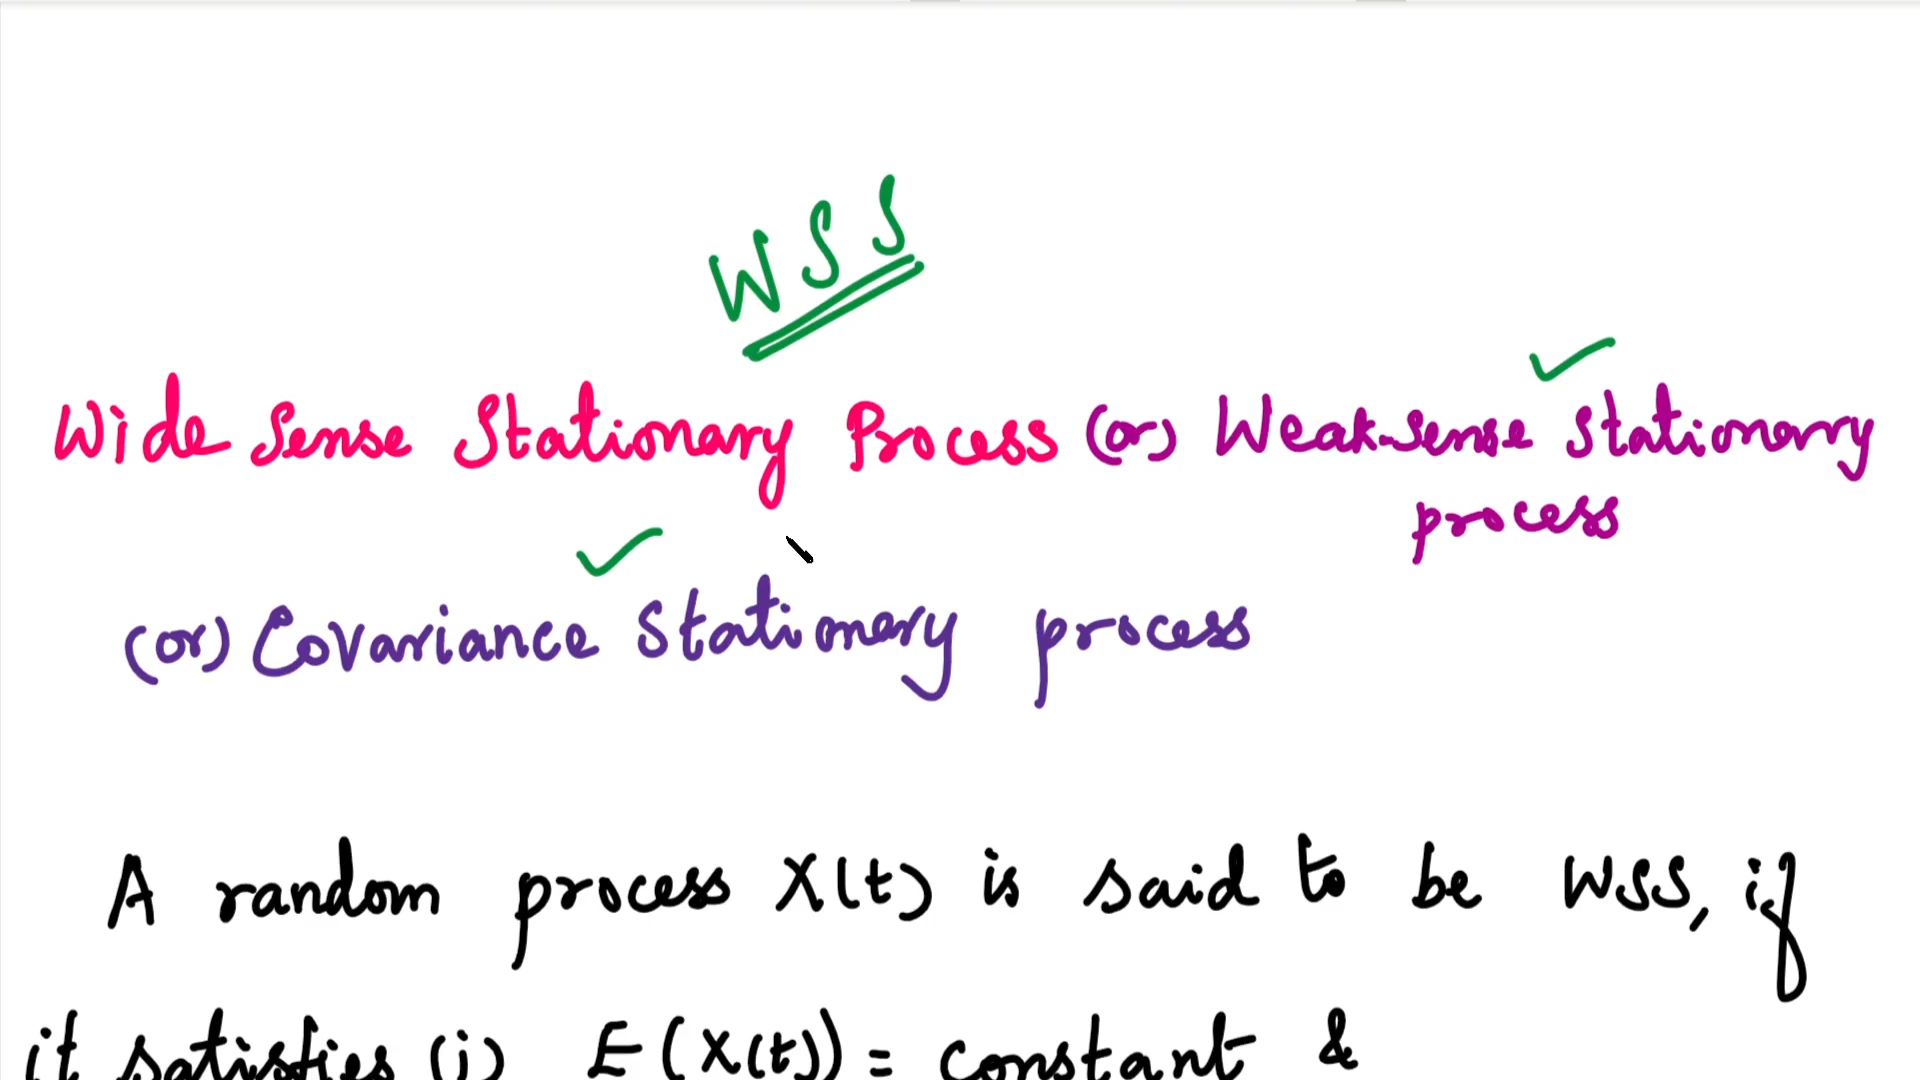 WSS
Wide Sense Stationary Process (or) Weak-Sense Stationary
process
(or) Covariance Stationary process
A random process X(t) is said to be WSS, if
it satisfies (i) E(X(t)) = constant &